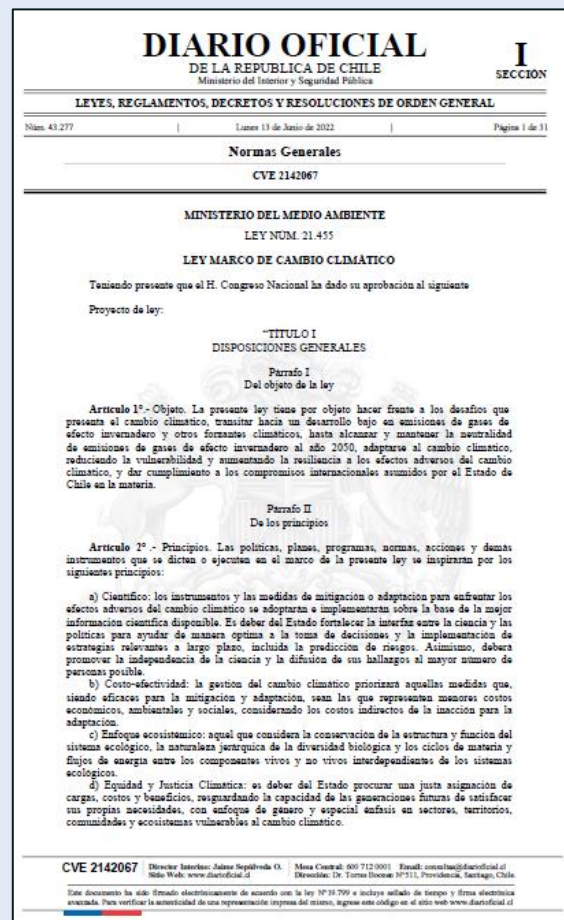 DIARIO OFICIAL
DE LA REPUBLICA DE CHILE
Ministerio del Interior y Seguridad Pública
I
SECCIÓN
LEYES, REGLAMENTOS, DECRETOS Y RESOLUCIONES DE ORDEN GENERAL
Núm. 43.277 | Lunes 13 de Junio de 2022 | Página 1 de 31
Normas Generales
CVE 2142067
MINISTERIO DEL MEDIO AMBIENTE
LEY NÚM. 21.455
LEY MARCO DE CAMBIO CLIMÁTICO
Teniendo presente que el H. Congreso Nacional ha dado su aprobación al siguiente
Proyecto de ley:
"TÍTULO I
DISPOSICIONES GENERALES
Párrafo I
Del objeto de la ley
Artículo 1º.- Objeto. La presente ley tiene por objeto hacer frente a los desafíos que
presenta el cambio climático, transitar hacia un desarrollo bajo en emisiones de gases de
efecto invernadero y otros forzantes climáticos, hasta alcanzar y mantener la neutralidad
de emisiones de gases de efecto invernadero al año 2050, adaptarse al cambio climático,
reduciendo la vulnerabilidad y aumentando la resiliencia a los efectos adversos del cambio
climático, y dar cumplimiento a los compromisos internacionales asumidos por el Estado de
Chile en la materia.
Párrafo II
De los principios
Artículo 2º .- Principios. Las políticas, planes, programas, normas, acciones y demás
instrumentos que se dicten o ejecuten en el marco de la presente ley se inspirarán por los
siguientes principios:
a) Científico: los instrumentos y las medidas de mitigación o adaptación para enfrentar los
efectos adversos del cambio climático se adoptarán e implementarán sobre la base de la mejor
información científica disponible. Es deber del Estado fortalecer la interfaz entre la ciencia y las
políticas para ayudar de manera óptima a la toma de decisiones y la implementación de
estrategias relevantes a largo plazo, incluida la predicción de riesgos. Asimismo, deberá
promover la independencia de la ciencia y la difusión de sus hallazgos al mayor número de
personas posible.
b) Costo-efectividad: la gestión del cambio climático priorizará aquellas medidas que,
siendo eficaces para la mitigación y adaptación, sean las que representen menores costos
económicos, ambientales y sociales, considerando los costos indirectos de la inacción para la
adaptación.
c) Enfoque ecosistémico: aquel que considera la conservación de la estructura y función del
sistema ecológico, la naturaleza jerárquica de la diversidad biológica y los ciclos de materia y
flujos de energía entre los componentes vivos y no vivos interdependientes de los sistemas
ecológicos.
d) Equidad y Justicia Climática: es deber del Estado procurar una justa asignación de
cargas, costos y beneficios, resguardando la capacidad de las generaciones futuras de satisfacer
sus propias necesidades, con enfoque de género y especial énfasis en sectores, territorios,
comunidades y ecosistemas vulnerables al cambio climático.
CVE 2142067
Director Interino: Jaime Sepúlveda O.
Sitio Web: www.diarioficial.cl
Mesa Central: 600 712 0001 Email: consultas@diarioficial.cl
Dirección: Dr. Torres Boonen N°511, Providencia, Santiago, Chile.
Este documento ha sido firmado electrónicamente de acuerdo con la ley N°19.799 e incluye sellado de tiempo y firma electrónica
avanzada. Para verificar la autenticidad de una representación impresa del mismo, ingrese este código en el sitio web www.diarioficial.cl